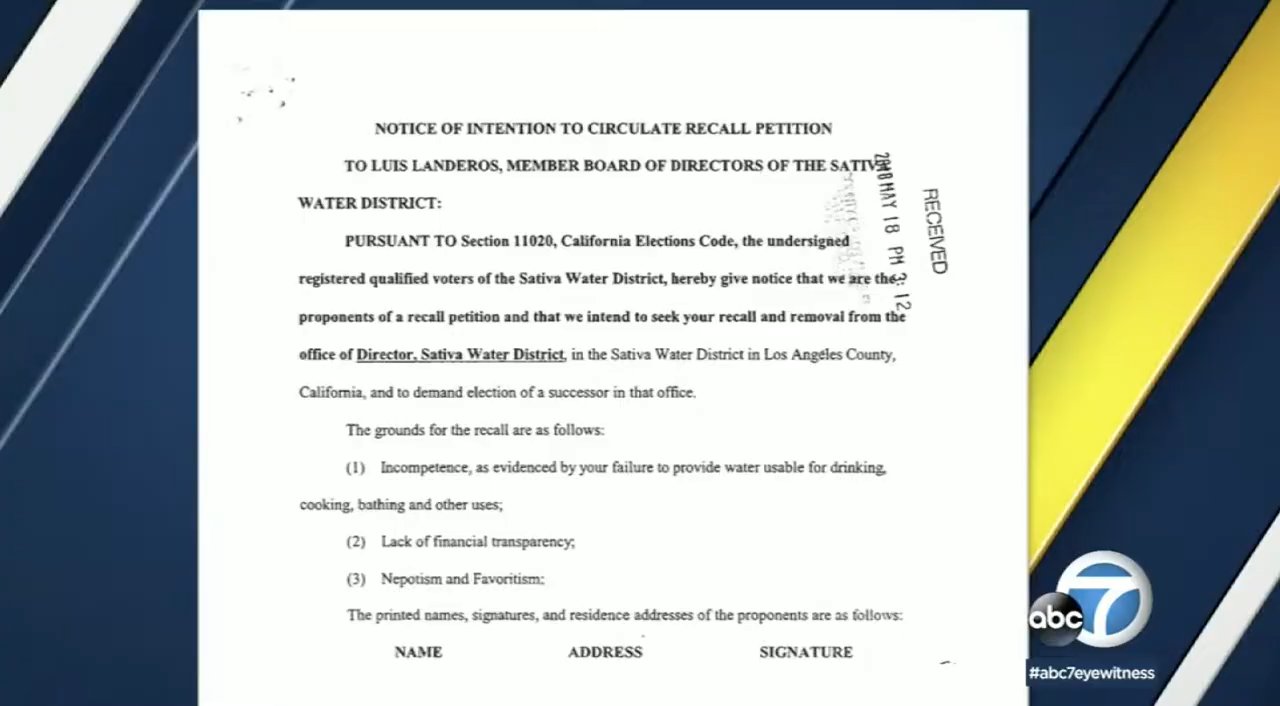 NOTICE OF INTENTION TO CIRCULATE RECALL PETITION
TO LUIS LANDEROS, MEMBER BOARD OF DIRECTORS OF THE SATIVA
WATER DISTRICT:
PURSUANT TO Section 11020, California Elections Code, the undersigned
registered qualified voters of the Sativa Water District, hereby give notice that we are the
proponents of a recall petition and that we intend to seek your recall and removal from the
office of Director, Sativa Water District, in the Sativa Water District in Los Angeles County,
California, and to demand election of a successor in that office.
The grounds for the recall are as follows:
(1) Incompetence, as evidenced by your failure to provide water usable for drinking,
cooking, bathing and other uses;
(2) Lack of financial transparency;
(3) Nepotism and Favoritism;
The printed names, signatures, and residence addresses of the proponents are as follows:
NAME ADDRESS SIGNATURE
2018 MAY 18 PM 3:12
RECEIVED
abc 7
#abc7eyewitness